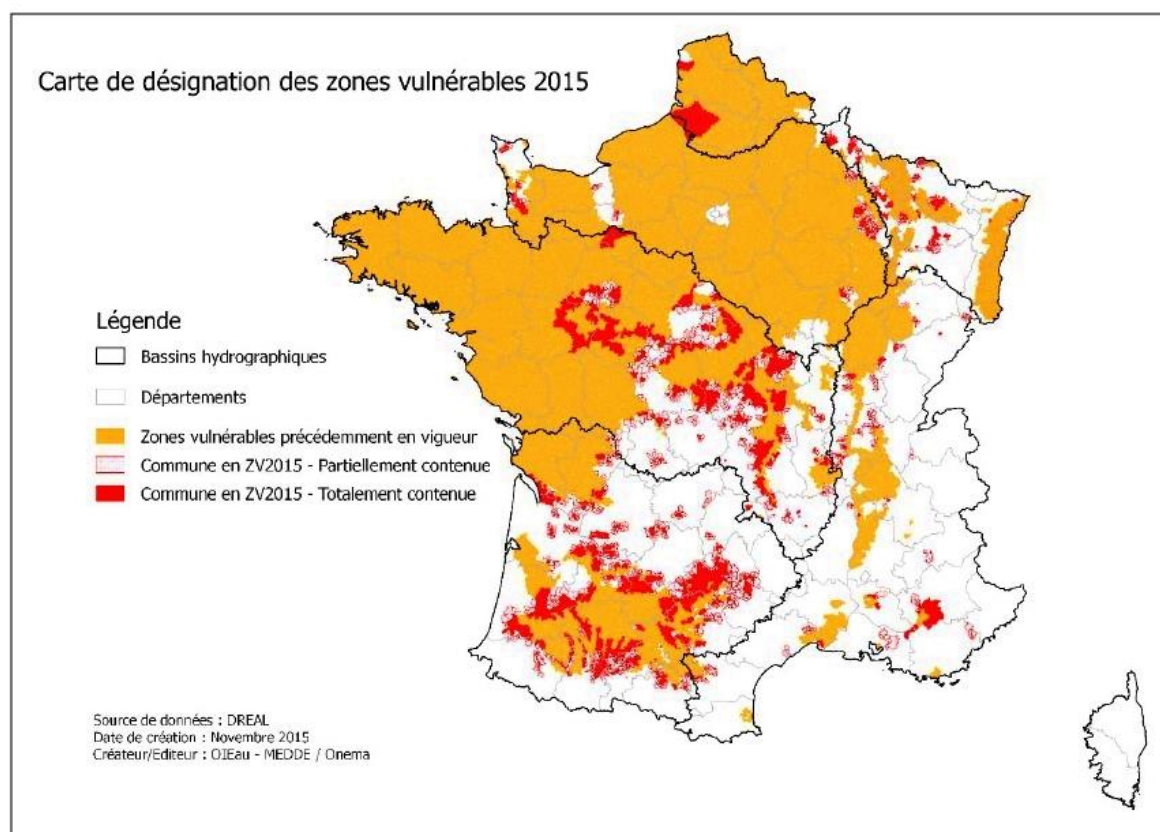 Carte de désignation des zones vulnérables 2015
Légende
Bassins hydrographiques
Départements
Zones vulnérables précédemment en vigueur
Commune en ZV2015 - Partiellement contenue
Commune en ZV2015 - Totalement contenue
Source de données : DREAL
Date de création : Novembre 2015
Créateur/Editeur : OIEau - MEDDE / Onema